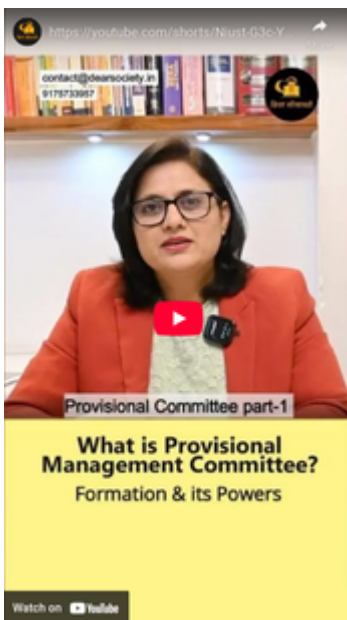 https://youtube.com/shorts/Niust-G3c-Y
contact@dearsociety.in
9175733957
Provisional Committee part-1
What is Provisional
Management Committee?
Formation & its Powers
Watch on YouTube